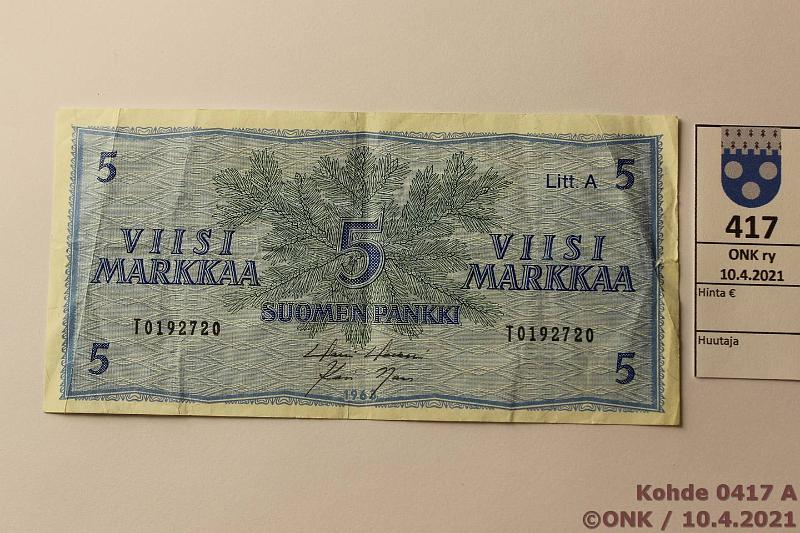 5
Litt. A 5
5
VIISI
MARKKAA
VIISI
MARKKAA
SUOMEN PANKKI
T0192720
T0192720
5
5
417
ONK ry
10.4.2021
Hinta €
Huutaja
Kohde 0417 A
©ONK / 10.4.2021